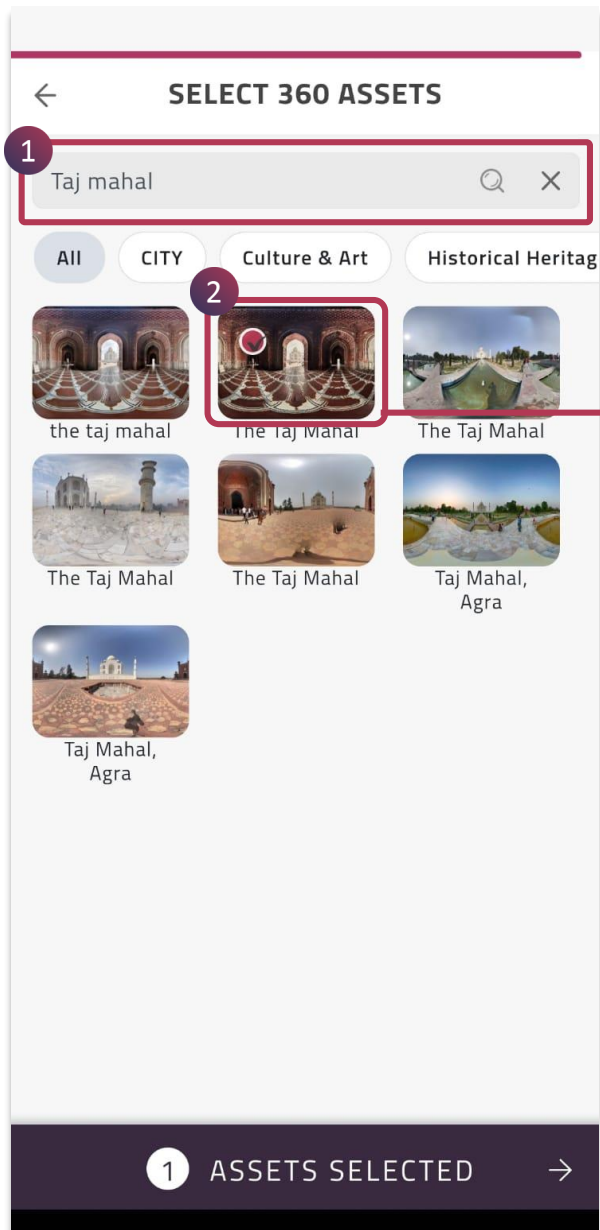 SELECT 360 ASSETS
1
Taj mahal
All CITY Culture & Art Historical Heritag
2
the taj mahal The Taj Mahal The Taj Mahal
The Taj Mahal The Taj Mahal Taj Mahal,
Agra
Taj Mahal,
Agra
1 ASSETS SELECTED